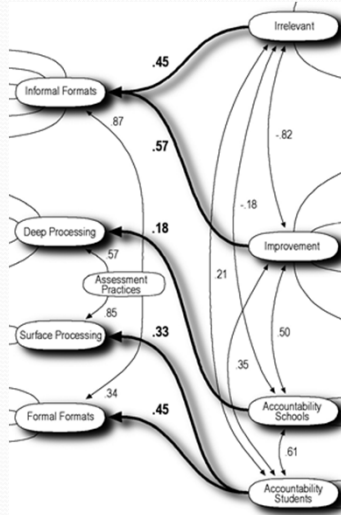 Irrelevant
.45
Informal Formats
.87
-.82
.57
-.18
.18
Deep Processing
Improvement
.57
.21
Assessment
Practices
.85
.33
.50
Surface Processing
.35
.34
.45
Formal Formats
Accountability
Schools
.61
Accountability
Students